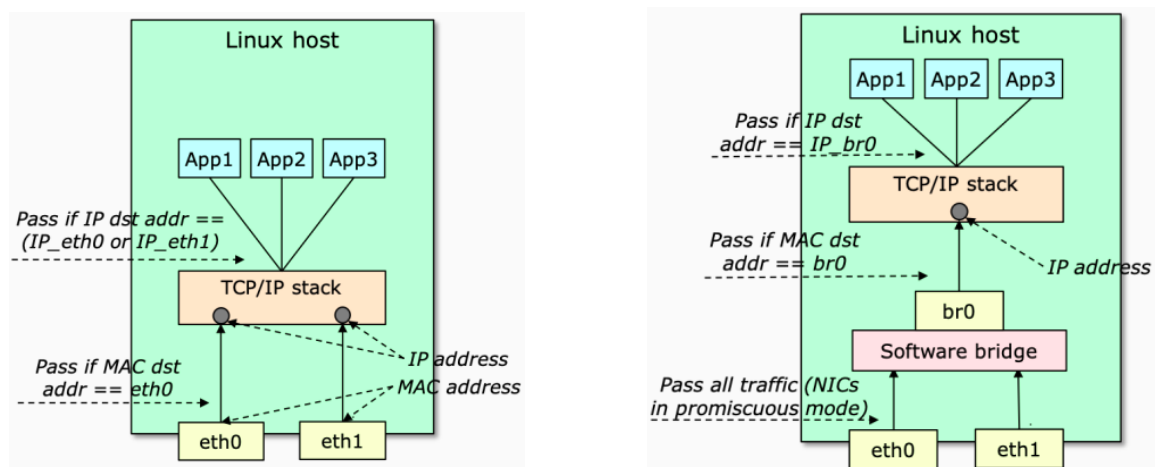 Linux host
App1 App2 App3
Pass if IP dst addr ==
(IP_eth0 or IP_eth1)
TCP/IP stack
IP address
Pass if MAC dst
addr == eth0
MAC address
eth0 eth1
Linux host
App1 App2 App3
Pass if IP dst
addr == IP_br0
TCP/IP stack
Pass if MAC dst
addr == br0
IP address
br0
Software bridge
Pass all traffic (NICs
in promiscuous mode)
eth0 eth1